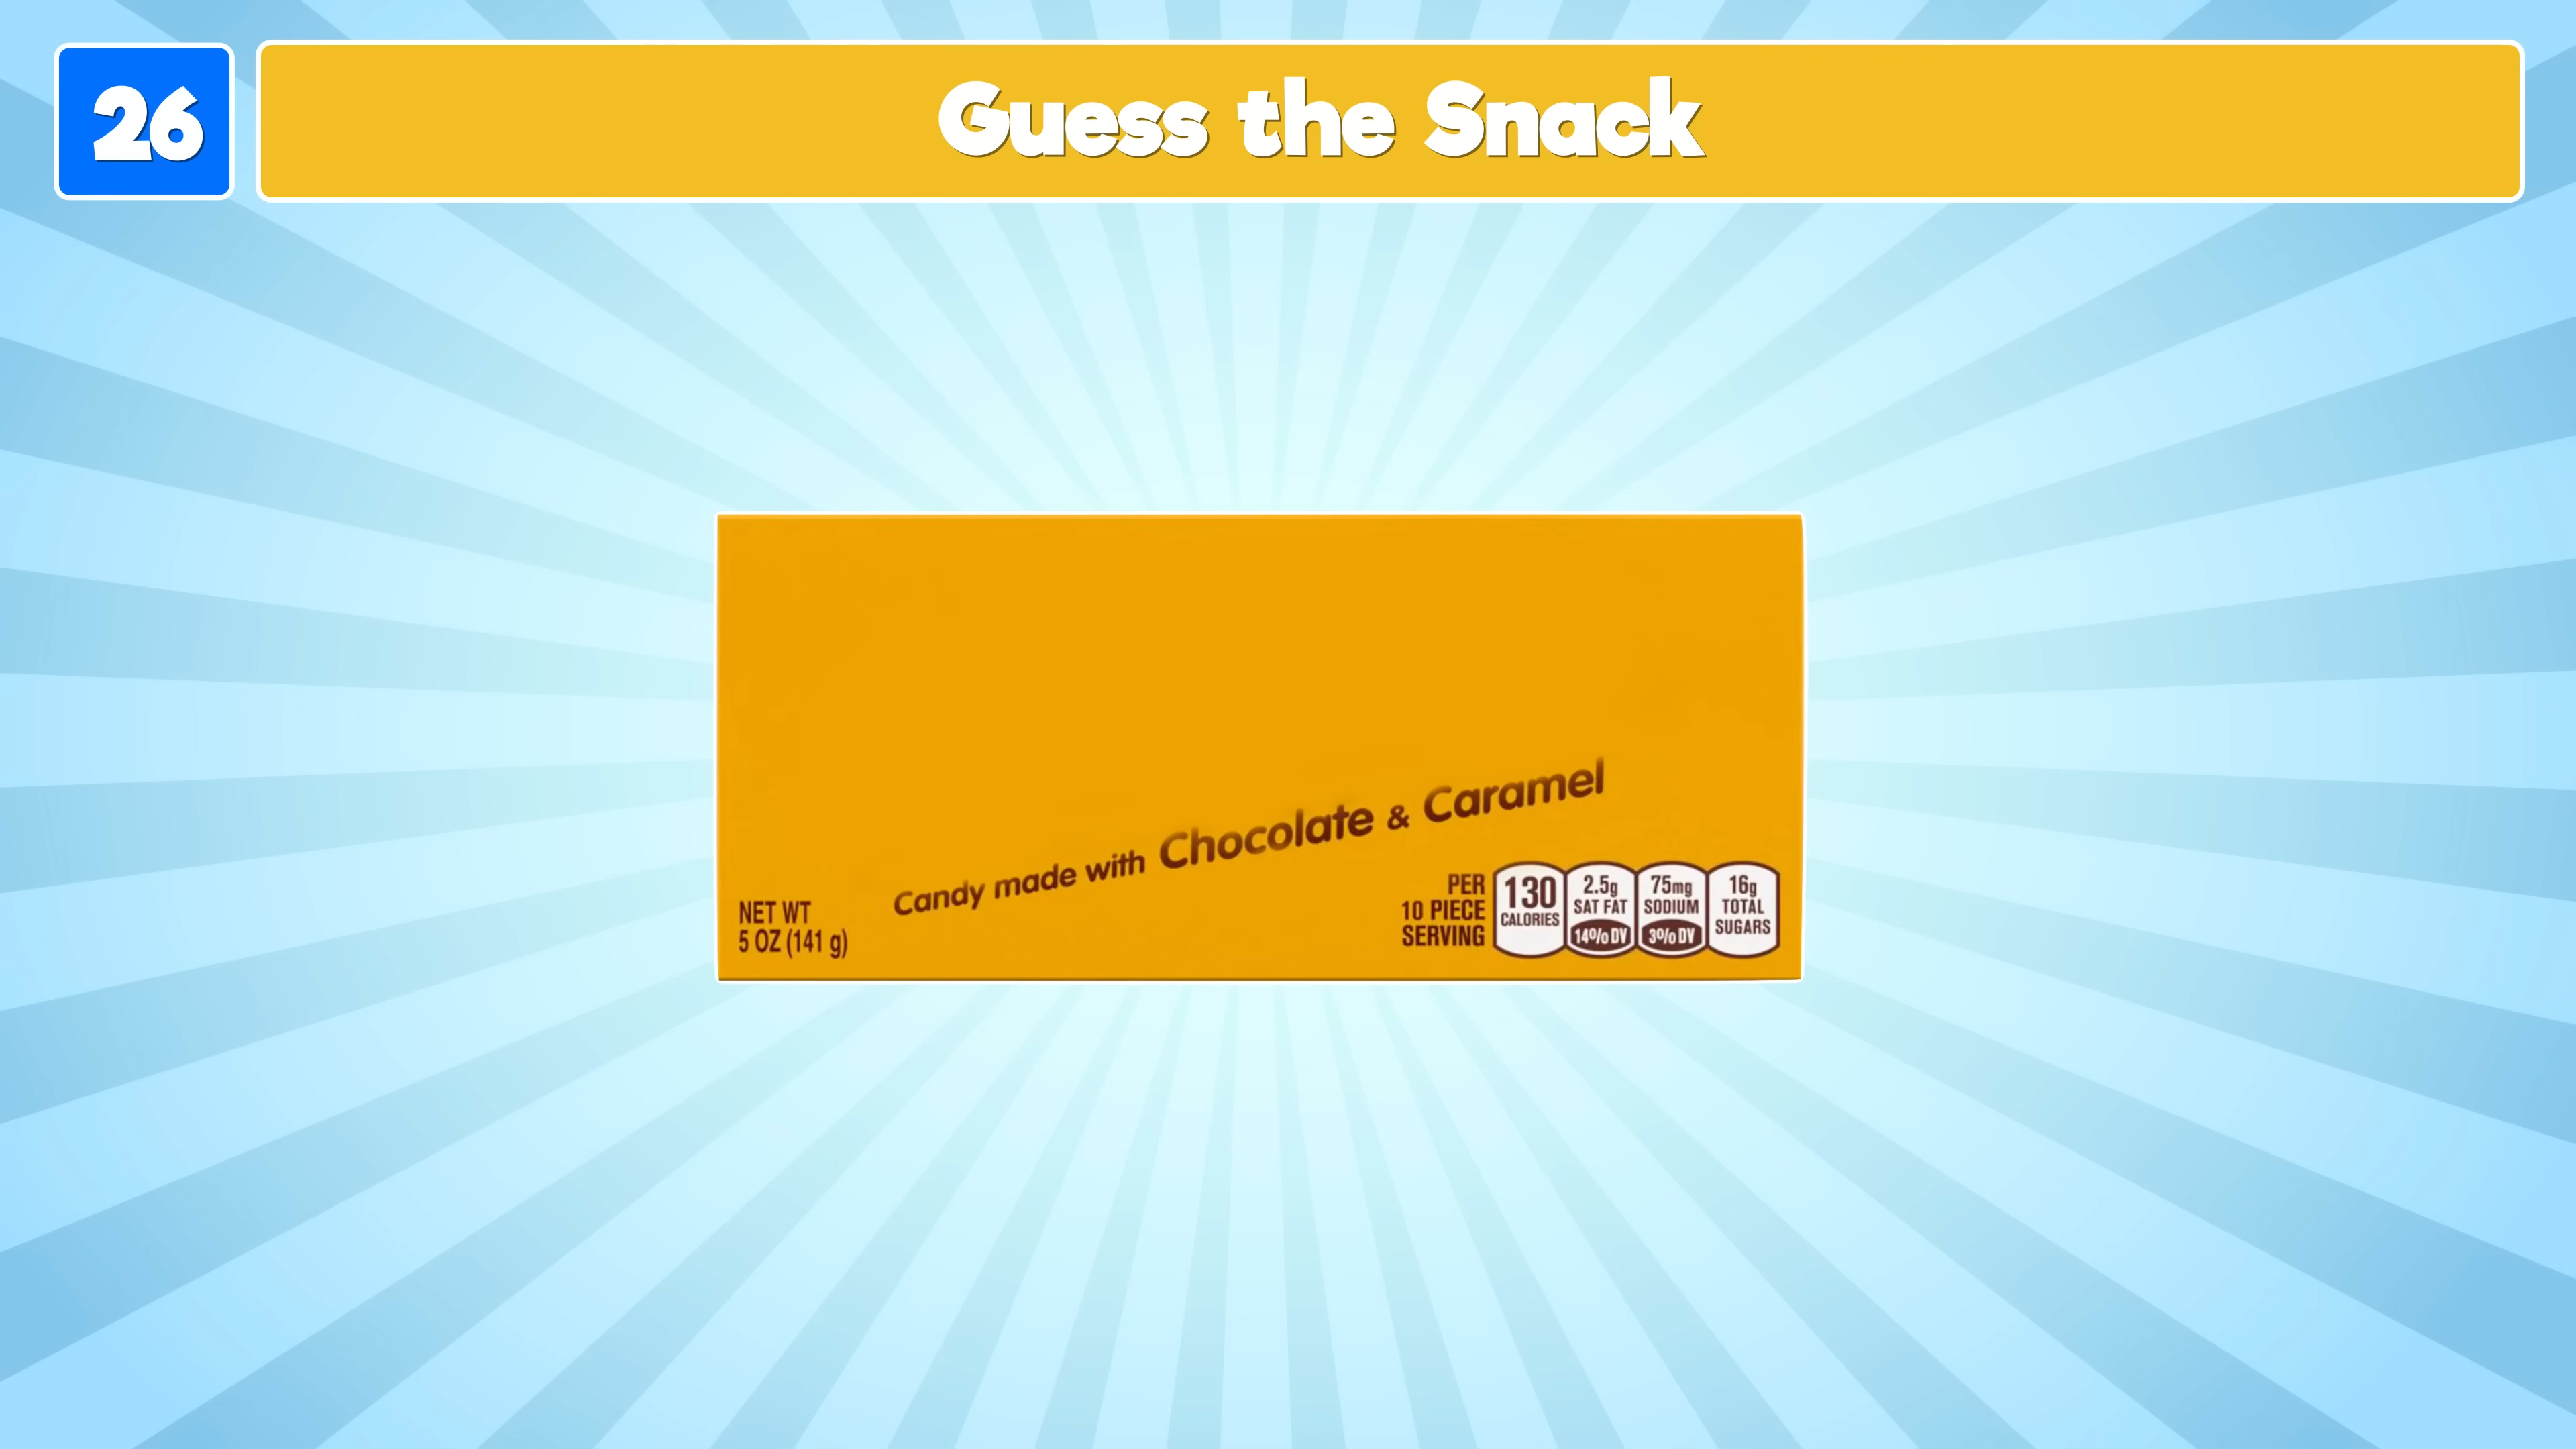 26
Guess the Snack
Candy made with Chocolate & Caramel
NET WT
5 OZ (141 g)
PER
10 PIECE
SERVING
130
CALORIES
2.5g
SAT FAT
14% DV
75mg
SODIUM
3% DV
16g
TOTAL
SUGARS